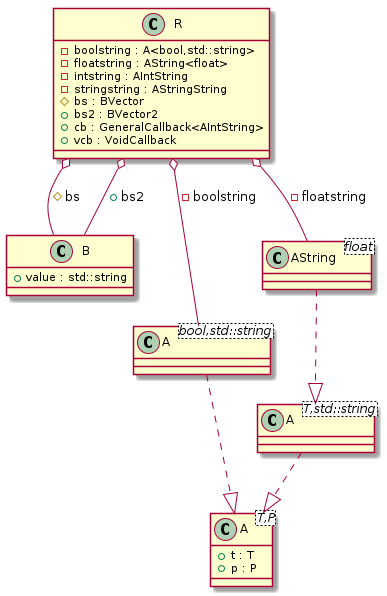 C R
boolstring : A<bool,std::string>
floatstring : AString<float>
intstring : AIntString
stringstring : AStringString
bs : BVector
bs2 : BVector2
cb : GeneralCallback<AIntString>
vcb : VoidCallback
bs
bs2
boolstring
floatstring
C B
value : std::string
C AString float
C A bool,std::string
C A T,std::string
C A T,P
t : T
p : P